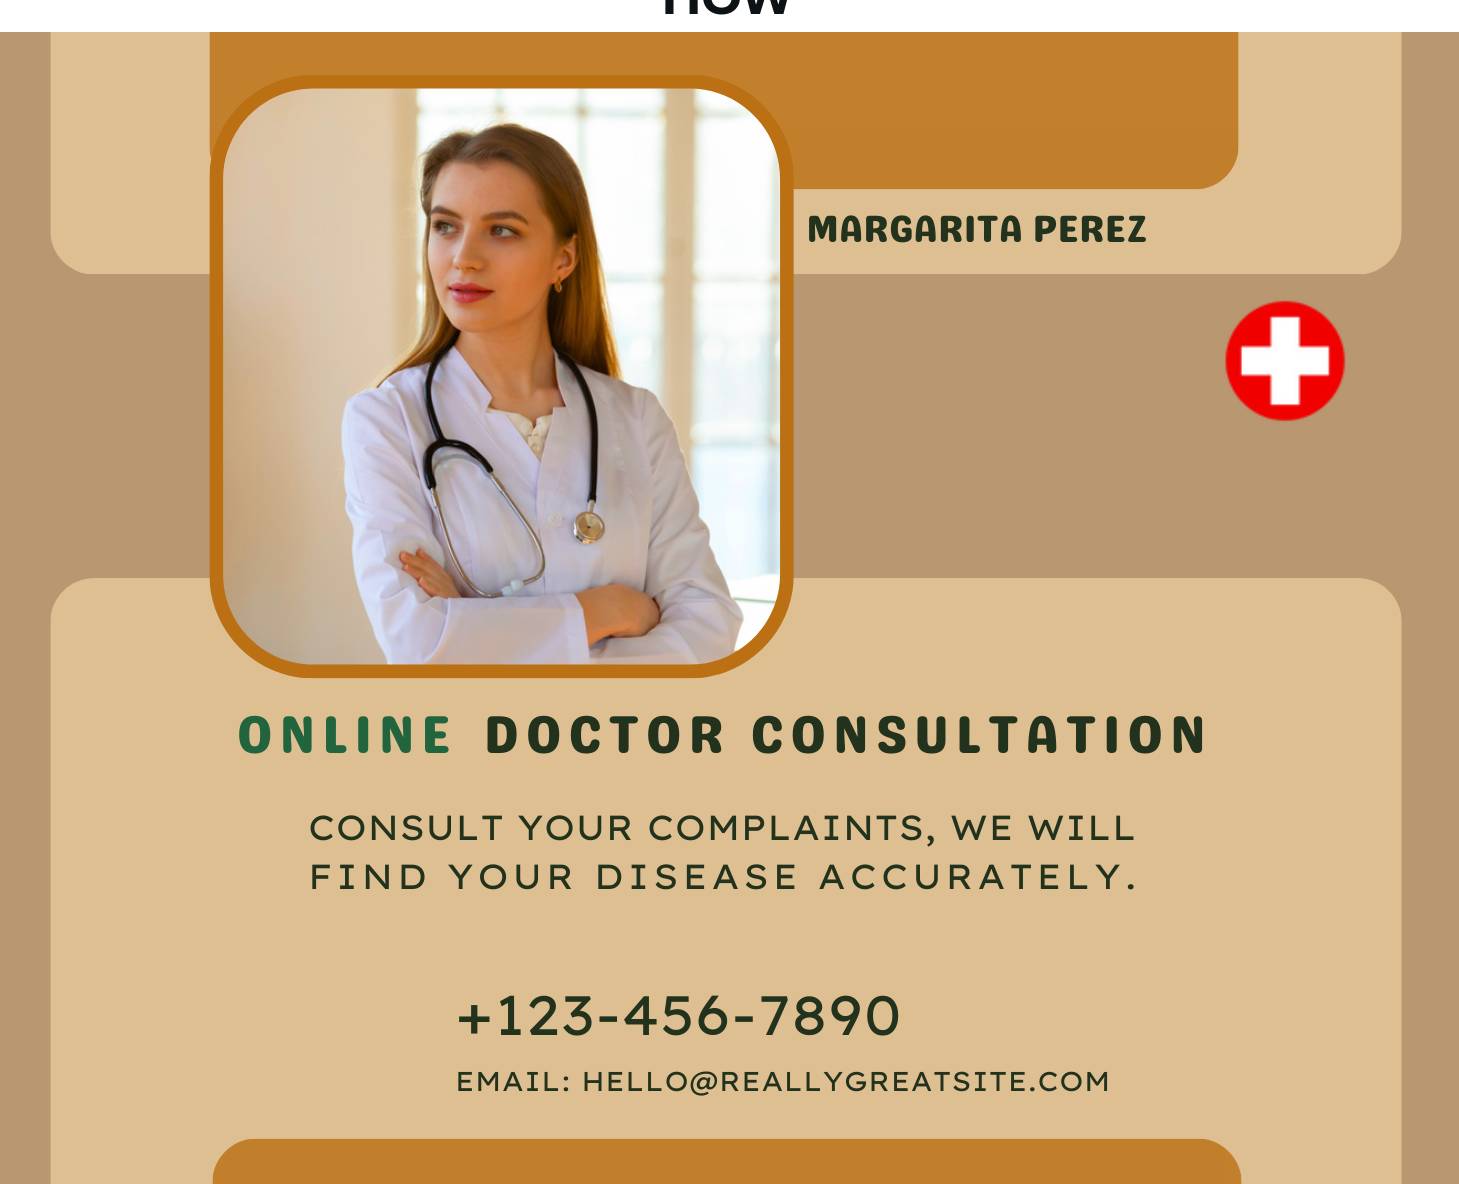 now
MARGARITA PEREZ
ONLINE DOCTOR CONSULTATION
CONSULT YOUR COMPLAINTS, WE WILL
FIND YOUR DISEASE ACCURATELY.
+123-456-7890
EMAIL: HELLO@REALLYGREATSITE.COM